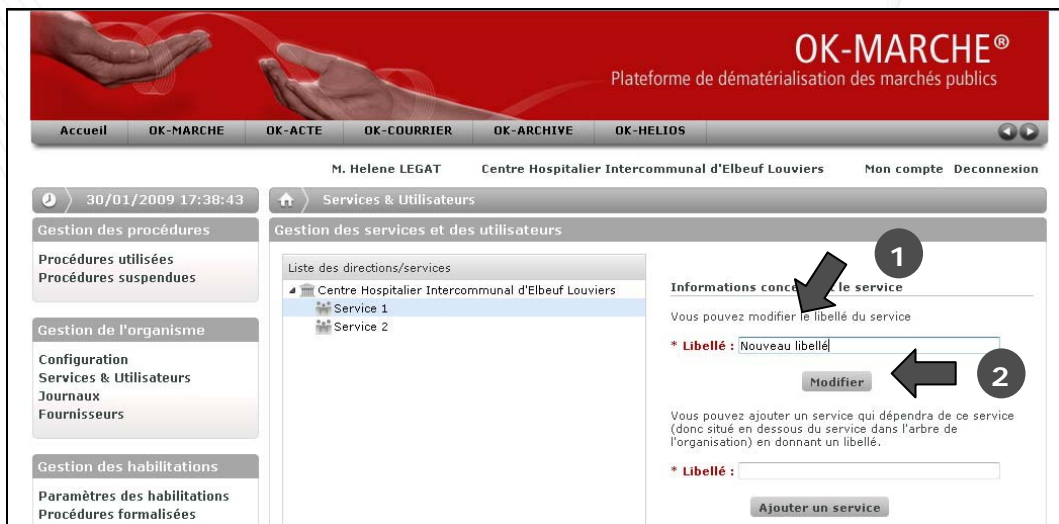 OK-MARCHE®
Plateforme de dématérialisation des marchés publics
Accueil OK-MARCHE OK-ACTE OK-COURRIER OK-ARCHIVE OK-HELIOS
M. Helene LEGAT Centre Hospitalier Intercommunal d'Elbeuf Louviers Mon compte Deconnexion
30/01/2009 17:38:43 Services & Utilisateurs
Gestion des procédures
Procédures utilisées
Procédures suspendues
Gestion de l'organisme
Configuration
Services & Utilisateurs
Journaux
Fournisseurs
Gestion des habilitations
Paramètres des habilitations
Procédures formalisées
Gestion des services et des utilisateurs
Liste des directions/services
Centre Hospitalier Intercommunal d'Elbeuf Louviers
Service 1
Service 2
1
Informations le service
Vous pouvez modifier le libellé du service
* Libellé : Nouveau libellé
Modifier
2
Vous pouvez ajouter un service qui dépendra de ce service
(donc situé en dessous du service dans l'arbre de
l'organisation) en donnant un libellé.
* Libellé :
Ajouter un service